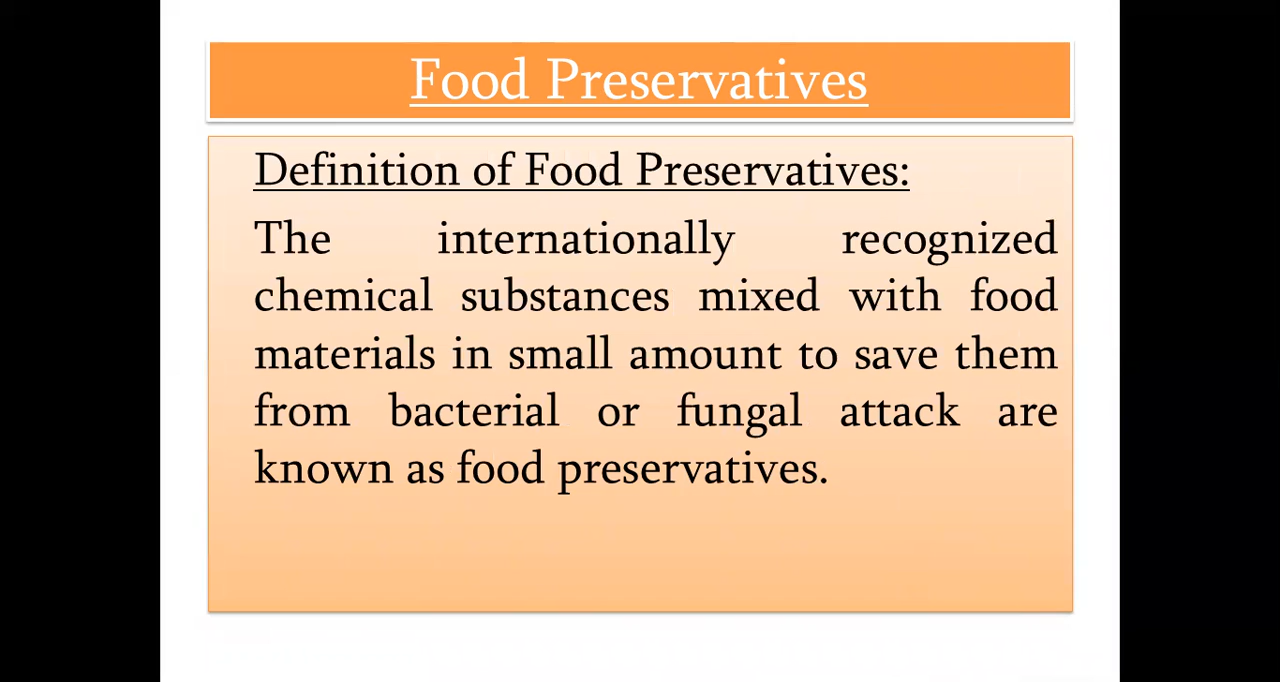 Food Preservatives
Definition of Food Preservatives:
The internationally recognized
chemical substances mixed with food
materials in small amount to save them
from bacterial or fungal attack are
known as food preservatives.